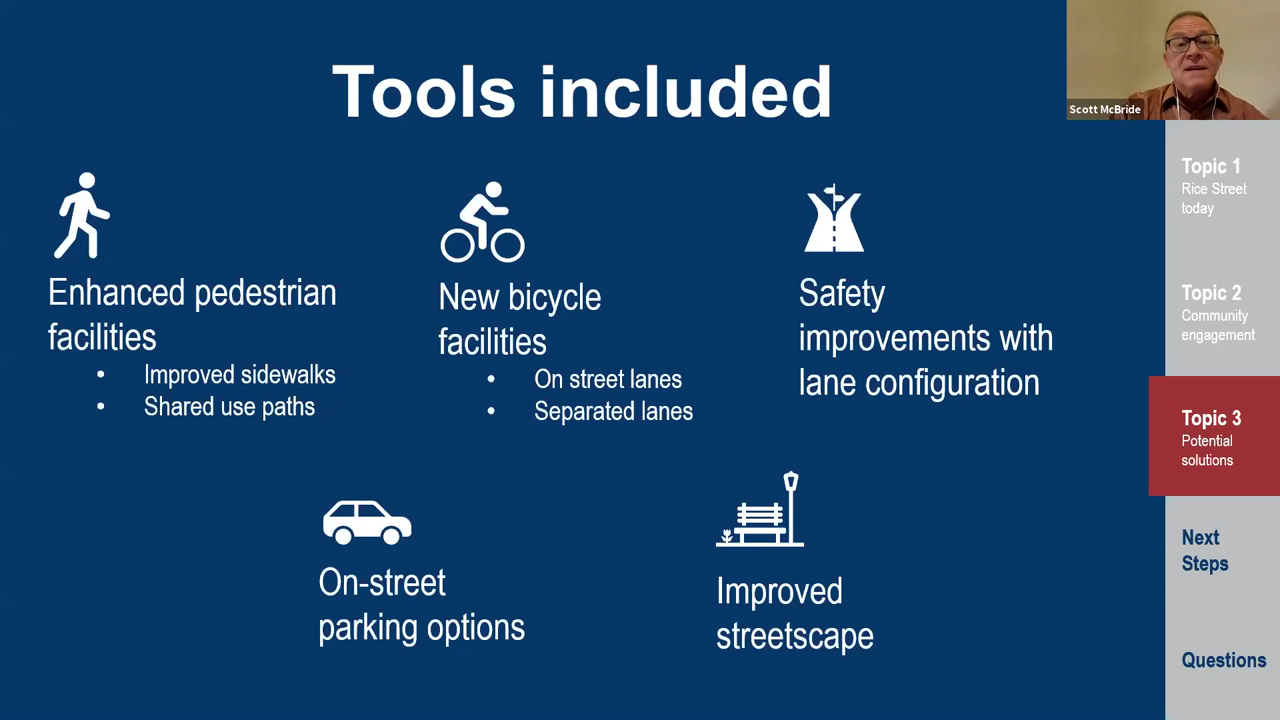 Tools included
Scott McBride
Enhanced pedestrian
facilities
• Improved sidewalks
• Shared use paths
New bicycle
facilities
• On street lanes
• Separated lanes
Safety
improvements with
lane configuration
On-street
parking options
Improved
streetscape
Topic 1
Rice Street
today
Topic 2
Community
engagement
Topic 3
Potential
solutions
Next
Steps
Questions